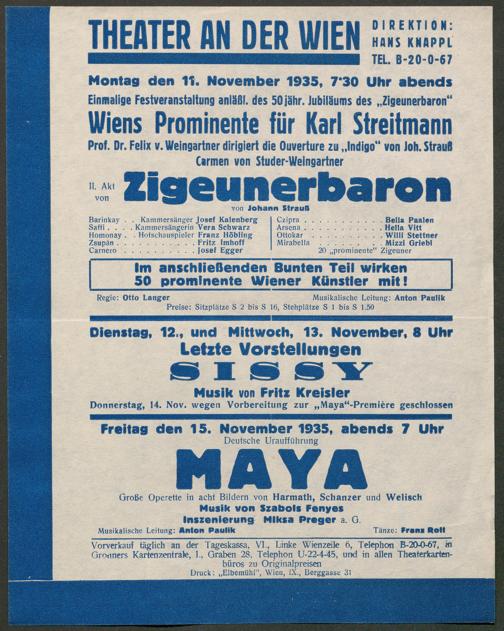 THEATER AN DER WIEN
DIREKTION:
HANS KNAPPL
TEL. B-20-0-67
Montag den 11. November 1935, 7·30 Uhr abends
Einmalige Festveranstaltung anläßl. des 50jähr. Jubiläums des „Zigeunerbaron“
Wiens Prominente für Karl Streitmann
Prof. Dr. Felix v. Weingartner dirigiert die Ouverture zu „Indigo“ von Joh. Strauß
Carmen von Studer-Weingartner
II. Akt von Zigeunerbaron
von Johann Strauß
Barinkay . . Kammersänger Josef Kalenberg
Saffi . . . . Kammersängerin Vera Schwarz
Homonay . . Hofschauspieler Franz Höbling
Zsupán . . . . . . . . . . . Fritz Imhoff
Carnero . . . . . . . . . . . Josef Egger
Czipra . . . . . . . . . . . Bella Paalen
Arsena . . . . . . . . . . . Hella Vitt
Ottokar . . . . . . . . . . Willi Stettner
Mirabella . . . . . . . . . Mizzi Griebl
20 „prominente“ Zigeuner
Im anschließenden Bunten Teil wirken
50 prominente Wiener Künstler mit!
Regie: Otto Langer
Musikalische Leitung: Anton Paulik
Preise: Sitzplätze S 2 bis S 16, Stehplätze S 1 bis S 1.50
Dienstag, 12., und Mittwoch, 13. November, 8 Uhr
Letzte Vorstellungen
SISSY
Musik von Fritz Kreisler
Donnerstag, 14. Nov. wegen Vorbereitung zur „Maya“-Première geschlossen
Freitag den 15. November 1935, abends 7 Uhr
Deutsche Uraufführung
MAYA
Große Operette in acht Bildern von Harmath, Schanzer und Welisch
Musik von Szabols Fenyes
Inszenierung Miksa Preger a. G.
Musikalische Leitung: Anton Paulik
Tänze: Franz Roll
Vorverkauf täglich an der Tageskassa, VI., Linke Wienzeile 6, Telephon B-20-0-67, in
Groners Kartenzentrale, I., Graben 28, Telephon U-22-4-45, und in allen Theaterkarten-
büros zu Originalpreisen
Druck: „Elbemühl“, Wien, IX., Berggasse 31